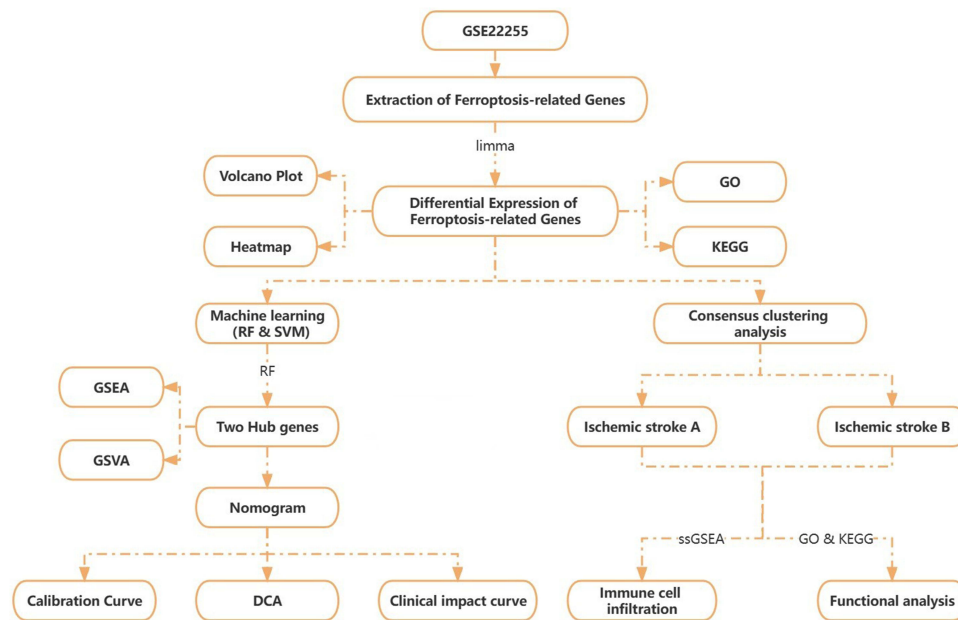 GSE22255
Extraction of Ferroptosis-related Genes
limma
Volcano Plot
Heatmap
Differential Expression of
Ferroptosis-related Genes
GO
KEGG
Machine learning
(RF & SVM)
Consensus clustering
analysis
RF
GSEA
GSVA
Two Hub genes
Ischemic stroke A
Ischemic stroke B
Nomogram
ssGSEA
GO & KEGG
Calibration Curve
DCA
Clinical impact curve
Immune cell
infiltration
Functional analysis